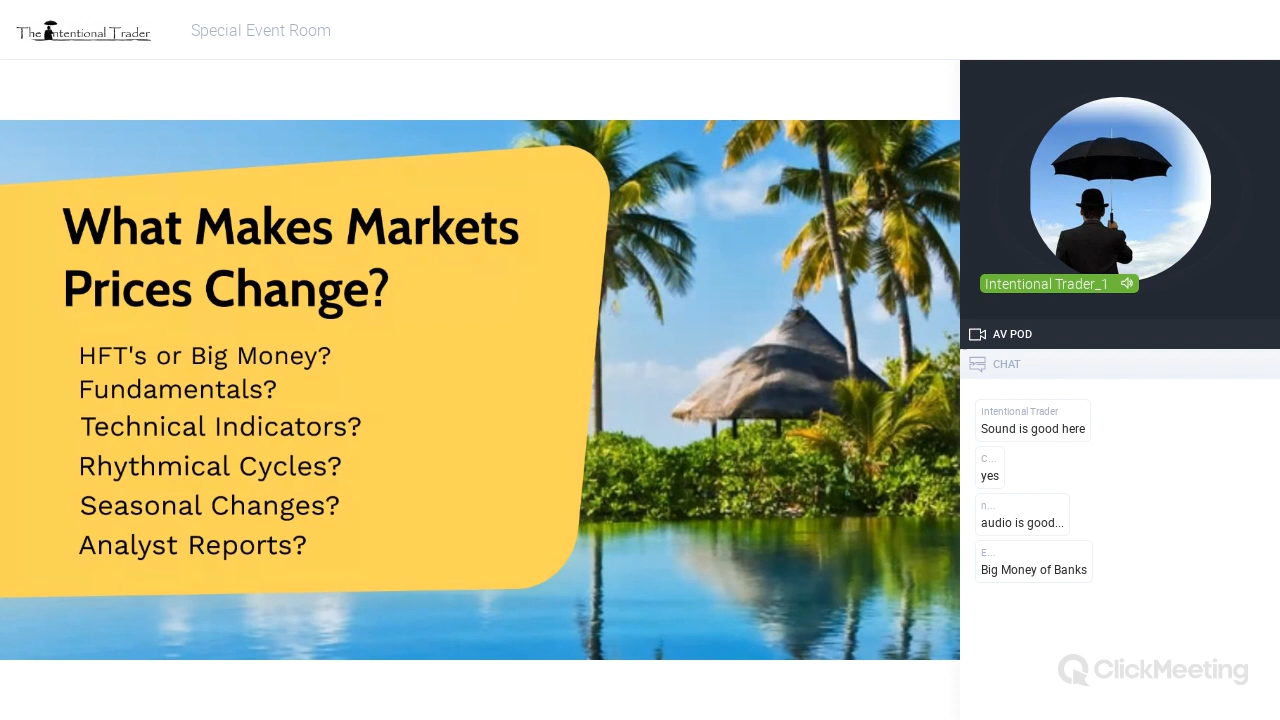 The Intentional Trader
Special Event Room
What Makes Markets
Prices Change?
HFT's or Big Money?
Fundamentals?
Technical Indicators?
Rhythmical Cycles?
Seasonal Changes?
Analyst Reports?
Intentional Trader_1
AV POD
CHAT
Intentional Trader
Sound is good here
C...
yes
n...
audio is good...
E...
Big Money of Banks
ClickMeeting